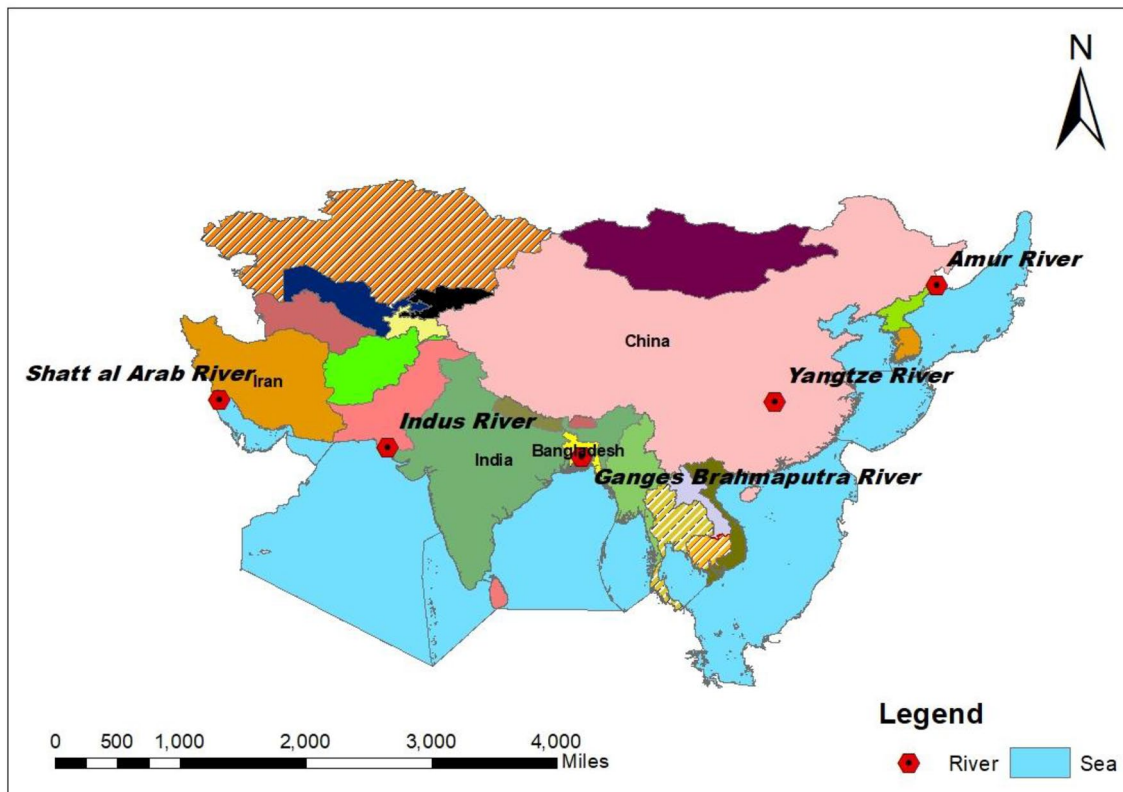 N
Amur River
China
Shatt al Arab River
Iran
Yangtze River
Indus River
Bangladesh
India
Ganges Brahmaputra River
Legend
0 500 1,000 2,000 3,000 4,000
Miles
River
Sea